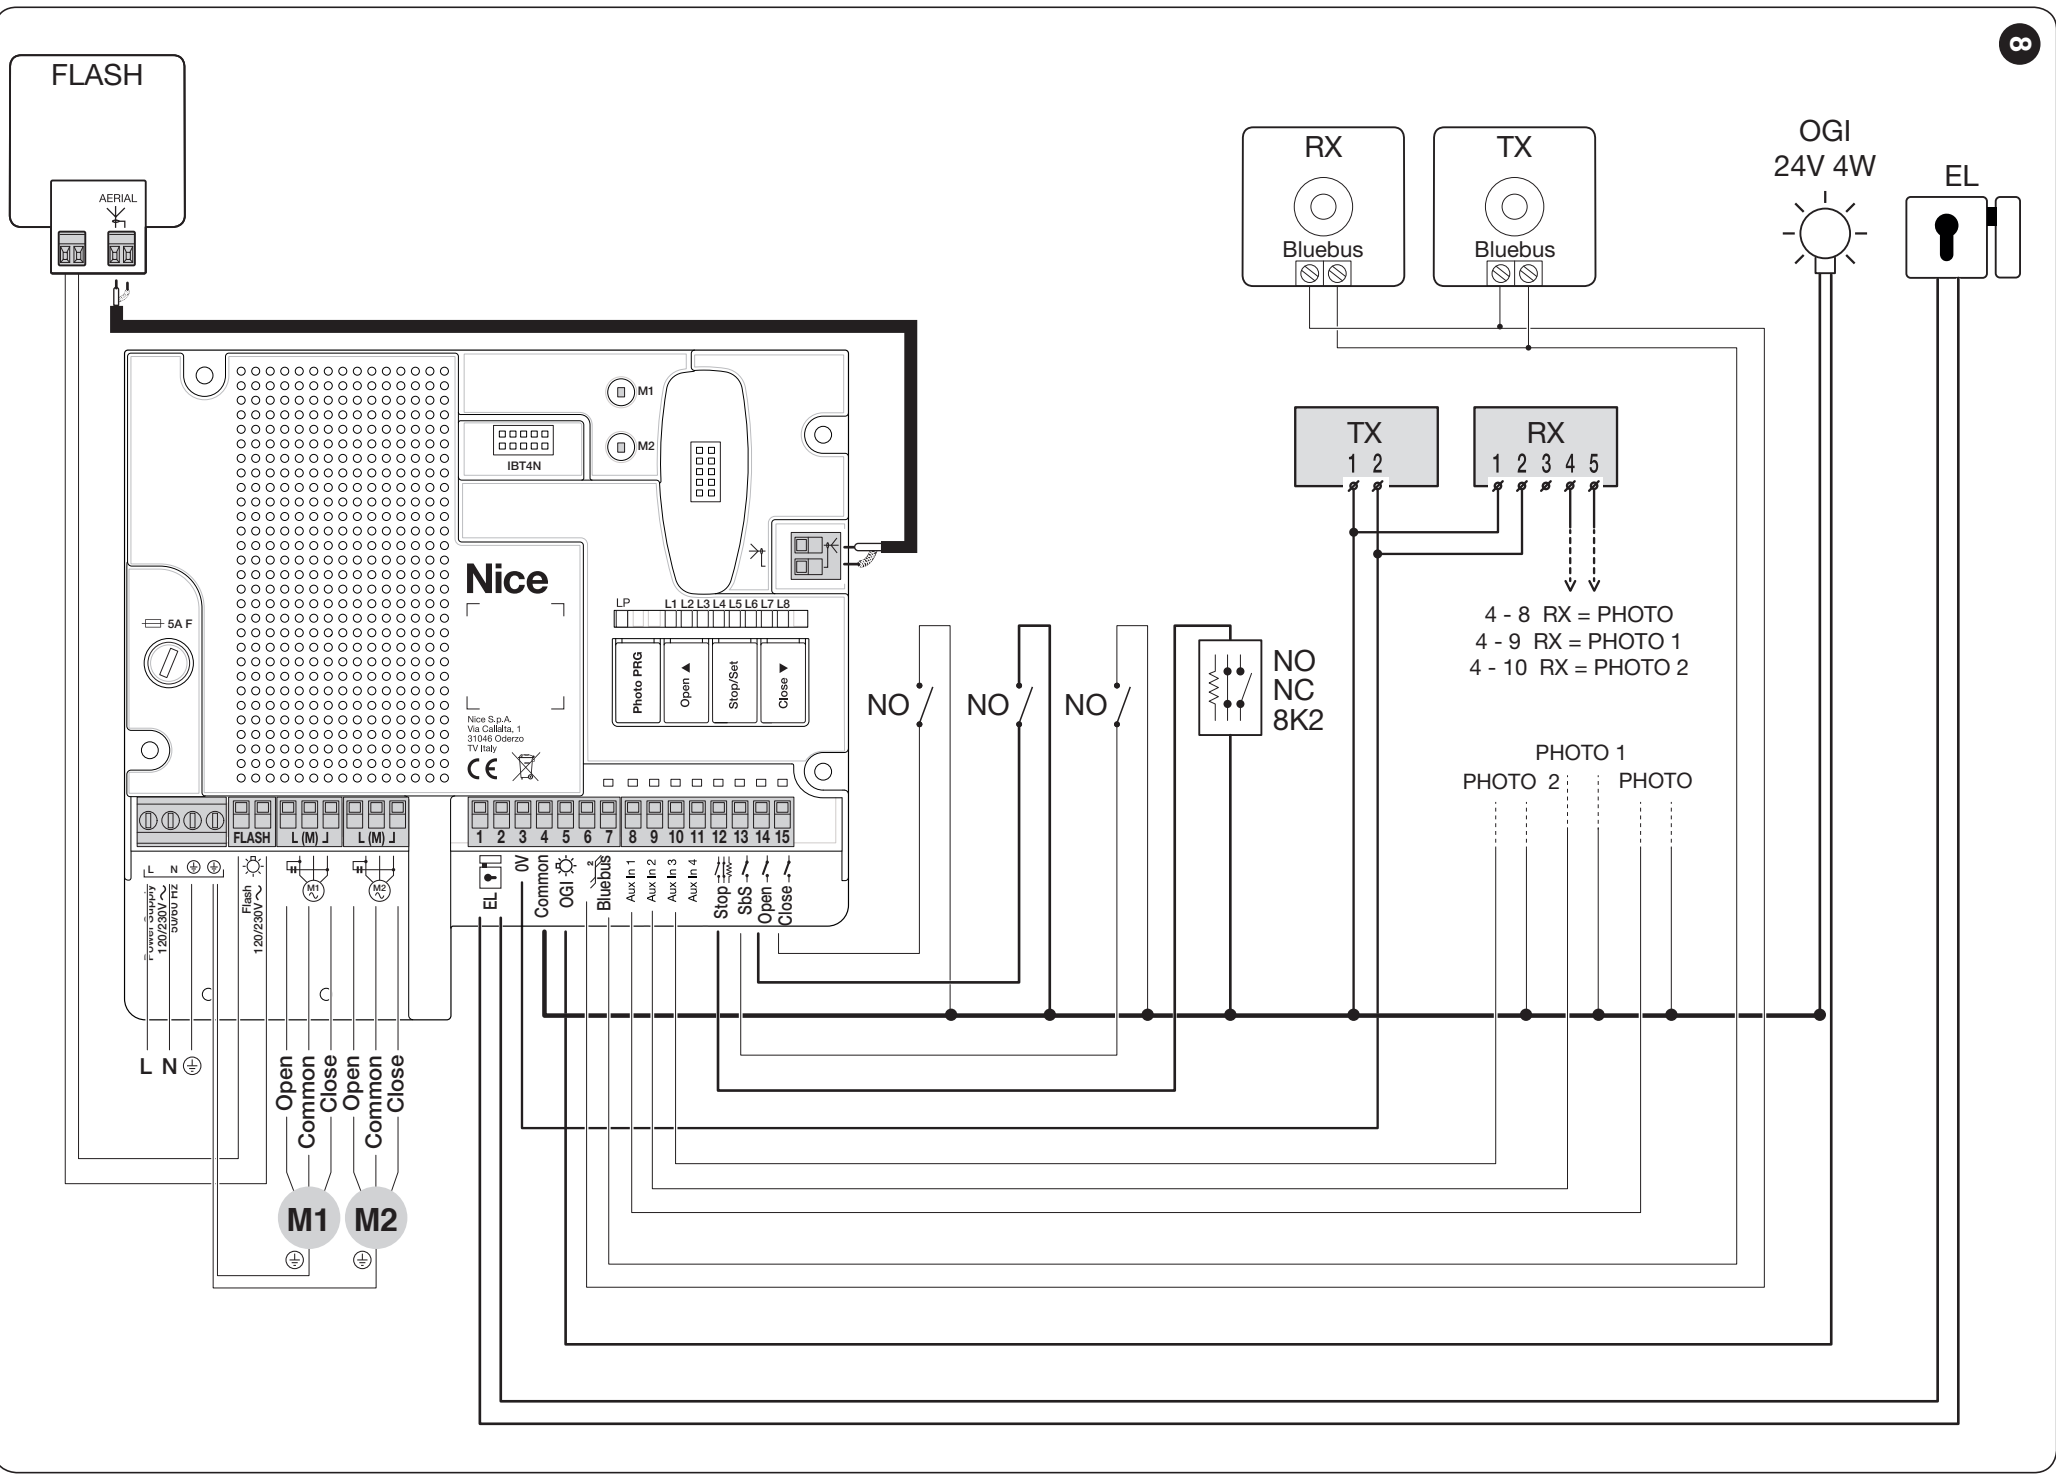 8
FLASH
AERIAL
RX
Bluebus
TX
Bluebus
OGI
24V 4W
EL
M1
M2
IBT4N
TX
1 2
RX
1 2 3 4 5
4 - 8 RX = PHOTO
4 - 9 RX = PHOTO 1
4 - 10 RX = PHOTO 2
Nice
5A F
LP L1 L2 L3 L4 L5 L6 L7 L8
Photo PRG
Open ▲
Stop/Set
Close ▼
Nice S.p.A.
Via Callalta, 1
31046 Oderzo
TV Italy
CE
NO
NO
NO
NO
NC
8K2
PHOTO 1
PHOTO 2
PHOTO
FLASH
L (M) L
L (M) L
1 2 3 4 5 6 7 8 9 10 11 12 13 14 15
L N
Power Supply
120/230V ~
50/60 Hz
Flash
120/230V ~
M1
M2
EL
0V
Common
OGI
2
Bluebus
Aux In 1
Aux In 2
Aux In 3
Aux In 4
Stop
SbS
Open
Close
L N
Open
Common
Close
Open
Common
Close
M1
M2